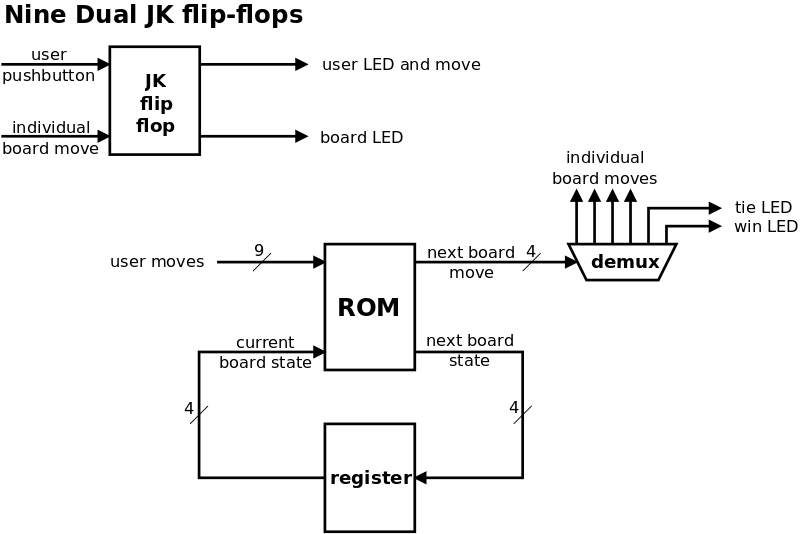 Nine Dual JK flip-flops
user
pushbutton
JK
flip
flop
user LED and move
individual
board move
board LED
individual
board moves
tie LED
win LED
demux
user moves
9
ROM
next board
move
4
current
board state
next board
state
4
4
register